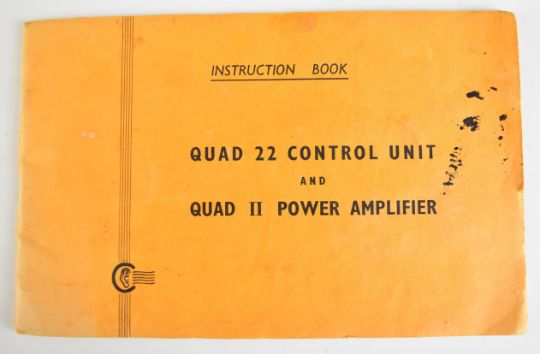 INSTRUCTION BOOK
QUAD 22 CONTROL UNIT
AND
QUAD II POWER AMPLIFIER